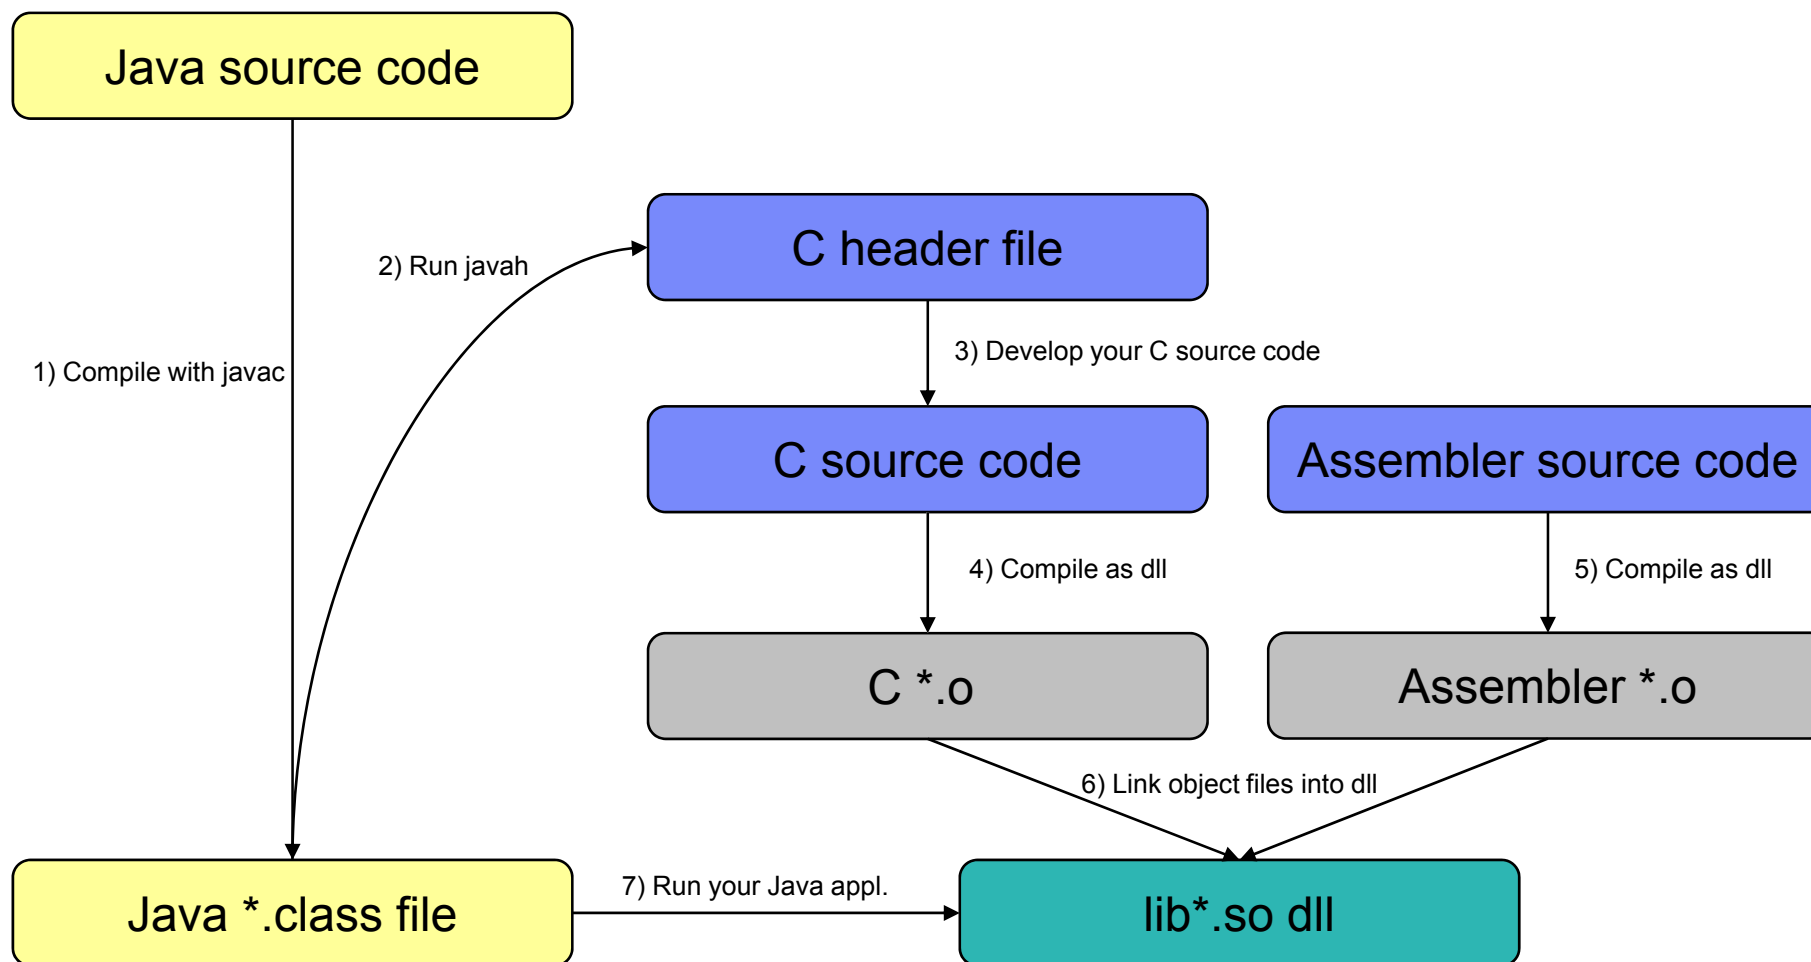 Java source code
C header file
2) Run javah
3) Develop your C source code
1) Compile with javac
C source code
Assembler source code
4) Compile as dll
5) Compile as dll
C *.o
Assembler *.o
6) Link object files into dll
7) Run your Java appl.
Java *.class file
lib*.so dll